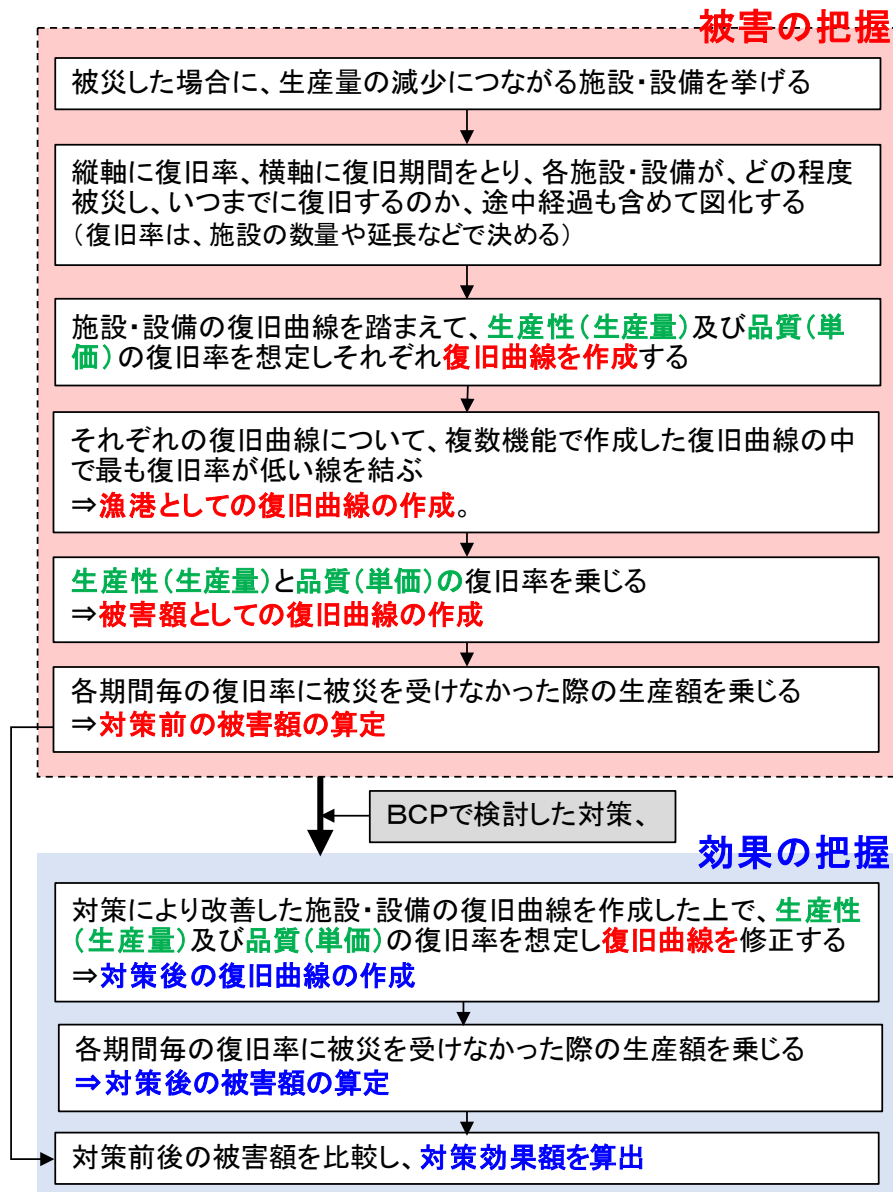 被害の把握
被災した場合に、生産量の減少につながる施設・設備を挙げる
縦軸に復旧率、横軸に復旧期間をとり、各施設・設備が、どの程度
被災し、いつまでに復旧するのか、途中経過も含めて図化する
（復旧率は、施設の数量や延長などで決める）
施設・設備の復旧曲線を踏まえて、生産性（生産量）及び品質（単
価）の復旧率を想定しそれぞれ復旧曲線を作成する
それぞれの復旧曲線について、複数機能で作成した復旧曲線の中
で最も復旧率が低い線を結ぶ
⇒漁港としての復旧曲線の作成。
生産性（生産量）と品質（単価）の復旧率を乗じる
⇒被害額としての復旧曲線の作成
各期間毎の復旧率に被災を受けなかった際の生産額を乗じる
⇒対策前の被害額の算定
ＢＣＰで検討した対策、
効果の把握
対策により改善した施設・設備の復旧曲線を作成した上で、生産性
（生産量）及び品質（単価）の復旧率を想定し復旧曲線を修正する
⇒対策後の復旧曲線の作成
各期間毎の復旧率に被災を受けなかった際の生産額を乗じる
⇒対策後の被害額の算定
対策前後の被害額を比較し、対策効果額を算出